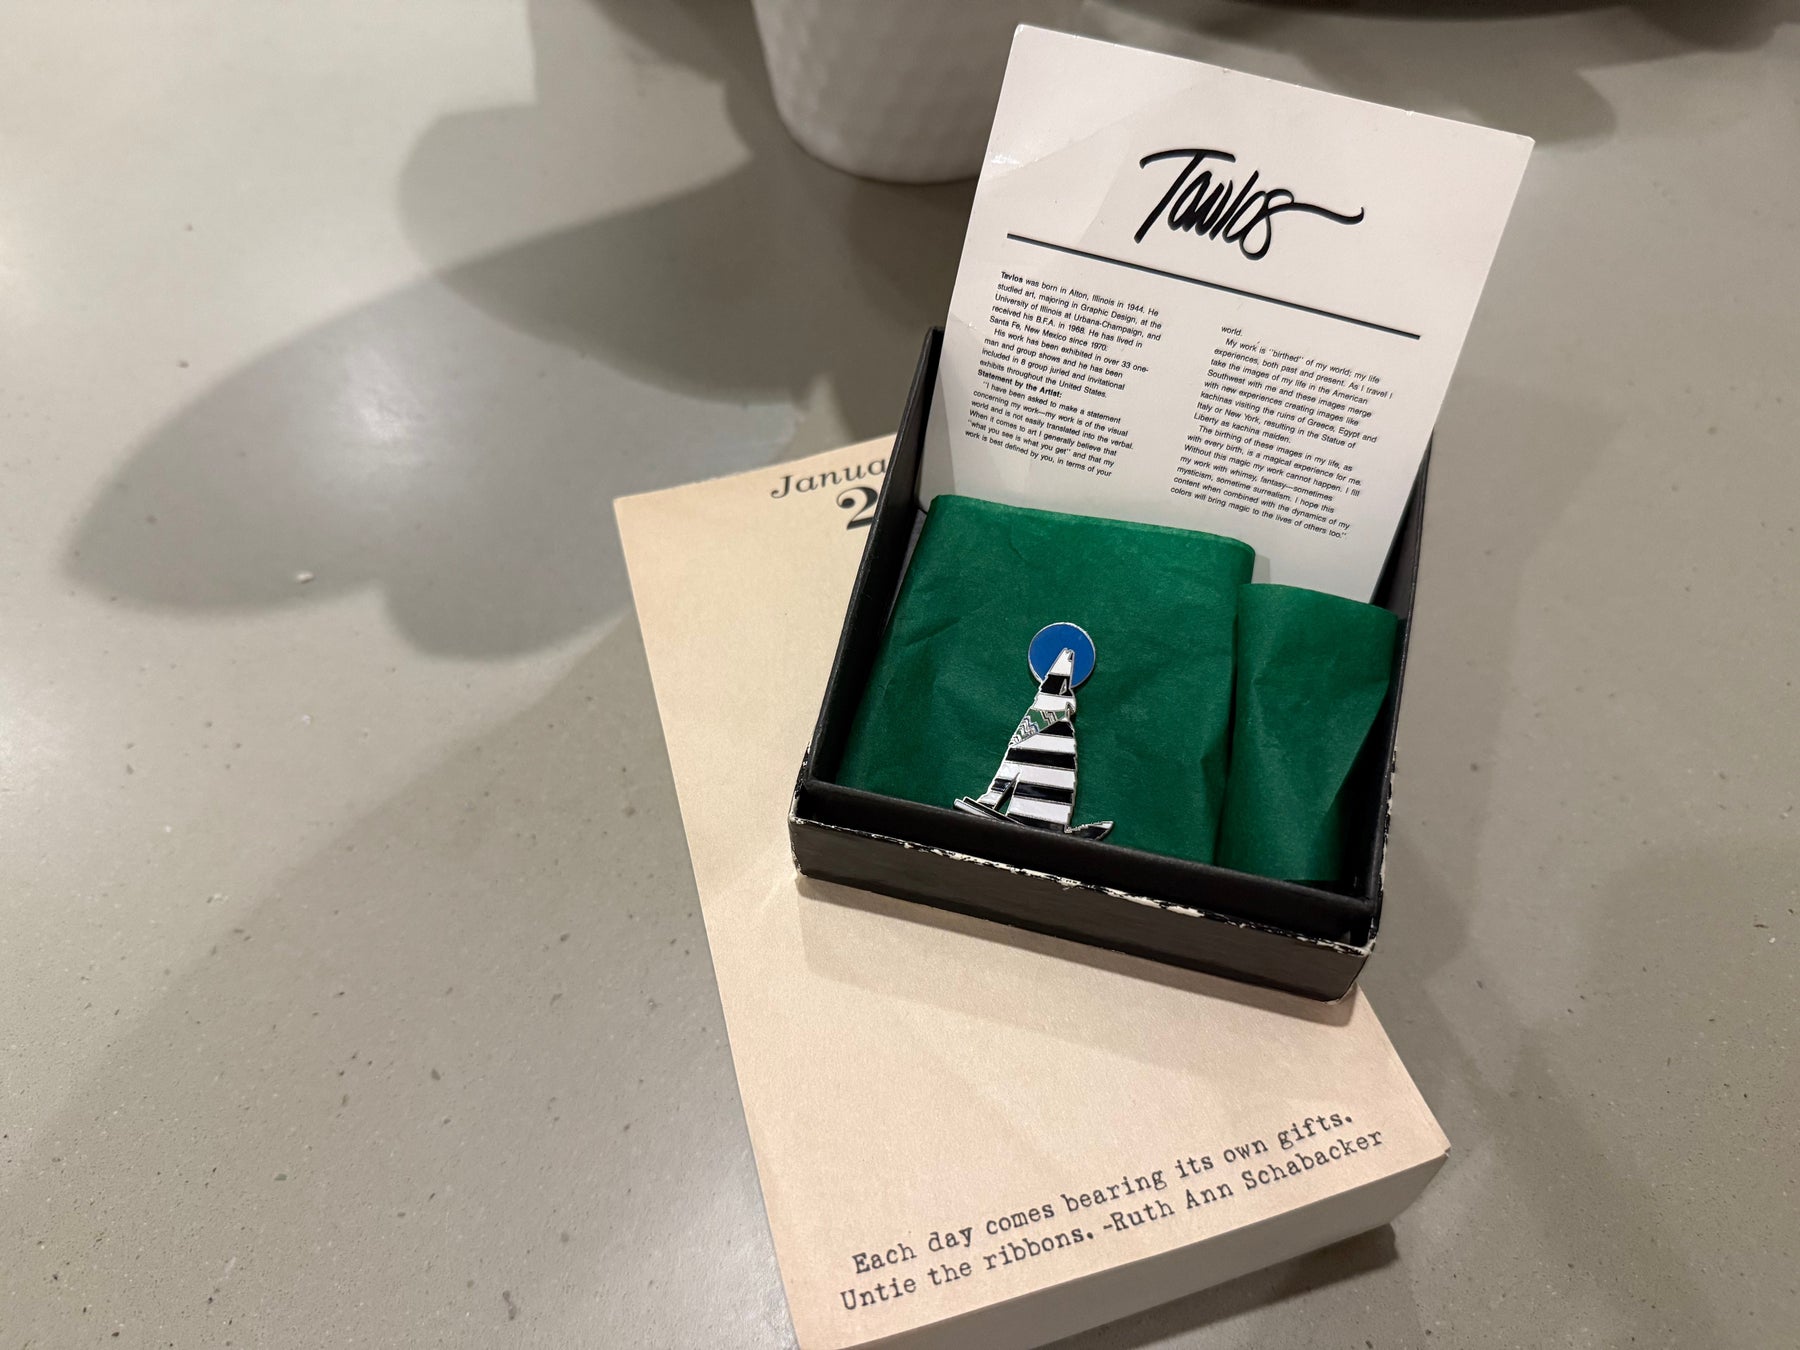 Tavlos
Tavlos was born in Alton, Illinois in 1944. He
studied art, majoring in Graphic Design, at the
University of Illinois at Urbana-Champaign, and
received his B.F.A. in 1968. He has lived in
Santa Fe, New Mexico since 1970.
His work has been exhibited in over 33 one-
man and group shows and he has been
included in 8 group juried and invitational
exhibits throughout the United States.
Statement by the Artist:
"I have been asked to make a statement
concerning my work—my work is of the visual
world and is not easily translated into the verbal.
When it comes to art I generally believe that
"what you see is what you get" and that my
work is best defined by you, in terms of your
world.
My work is "birthed" of my world; my life
experiences, both past and present. As I travel I
take the images of my life in the American
Southwest with me and these images merge
with new experiences creating images like
kachinas visiting the ruins of Greece, Egypt and
Italy or New York, resulting in the Statue of
Liberty as kachina maiden.
The birthing of these images in my life, as
with every birth, is a magical experience for me.
Without this magic my work cannot happen. I fill
my work with whimsy, fantasy—sometimes
mysticism, sometime surrealism. I hope this
content when combined with the dynamics of my
colors will bring magic to the lives of others too."
Janua
2
Each day comes bearing its own gifts.
Untie the ribbons. -Ruth Ann Schabacker